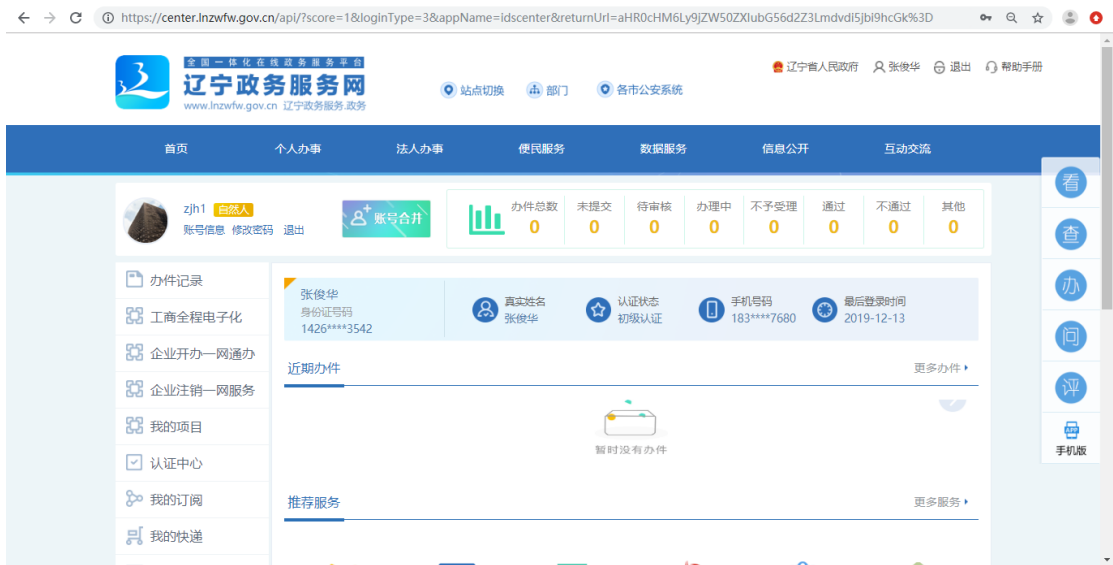 https://center.lnzwfw.gov.cn/api/?score=1&loginType=3&appName=idscenter&returnUrl=aHR0cHM6Ly9jZW50ZXIubG56d2Z3Lmdvdi5jbi9hcGk%3D
全国一体化在线政务服务平台
辽宁政务服务网
www.lnzwfw.gov.cn 辽宁政务服务.政务
站点切换 部门 各市公安系统
辽宁省人民政府 张俊华 退出 帮助手册
首页 个人办事 法人办事 便民服务 数据服务 信息公开 互动交流
zjh1 自然人
账号信息 修改密码 退出
账号合并
办件总数 未提交 待审核 办理中 不予受理 通过 不通过 其他
0 0 0 0 0 0 0 0
办件记录
工商全程电子化
企业开办一网通办
企业注销一网服务
我的项目
认证中心
我的订阅
我的快递
张俊华
身份证号码
1426****3542
真实姓名
张俊华
认证状态
初级认证
手机号码
183****7680
最后登录时间
2019-12-13
近期办件 更多办件
暂时没有办件
推荐服务 更多服务
看
查
办
问
评
APP
手机版